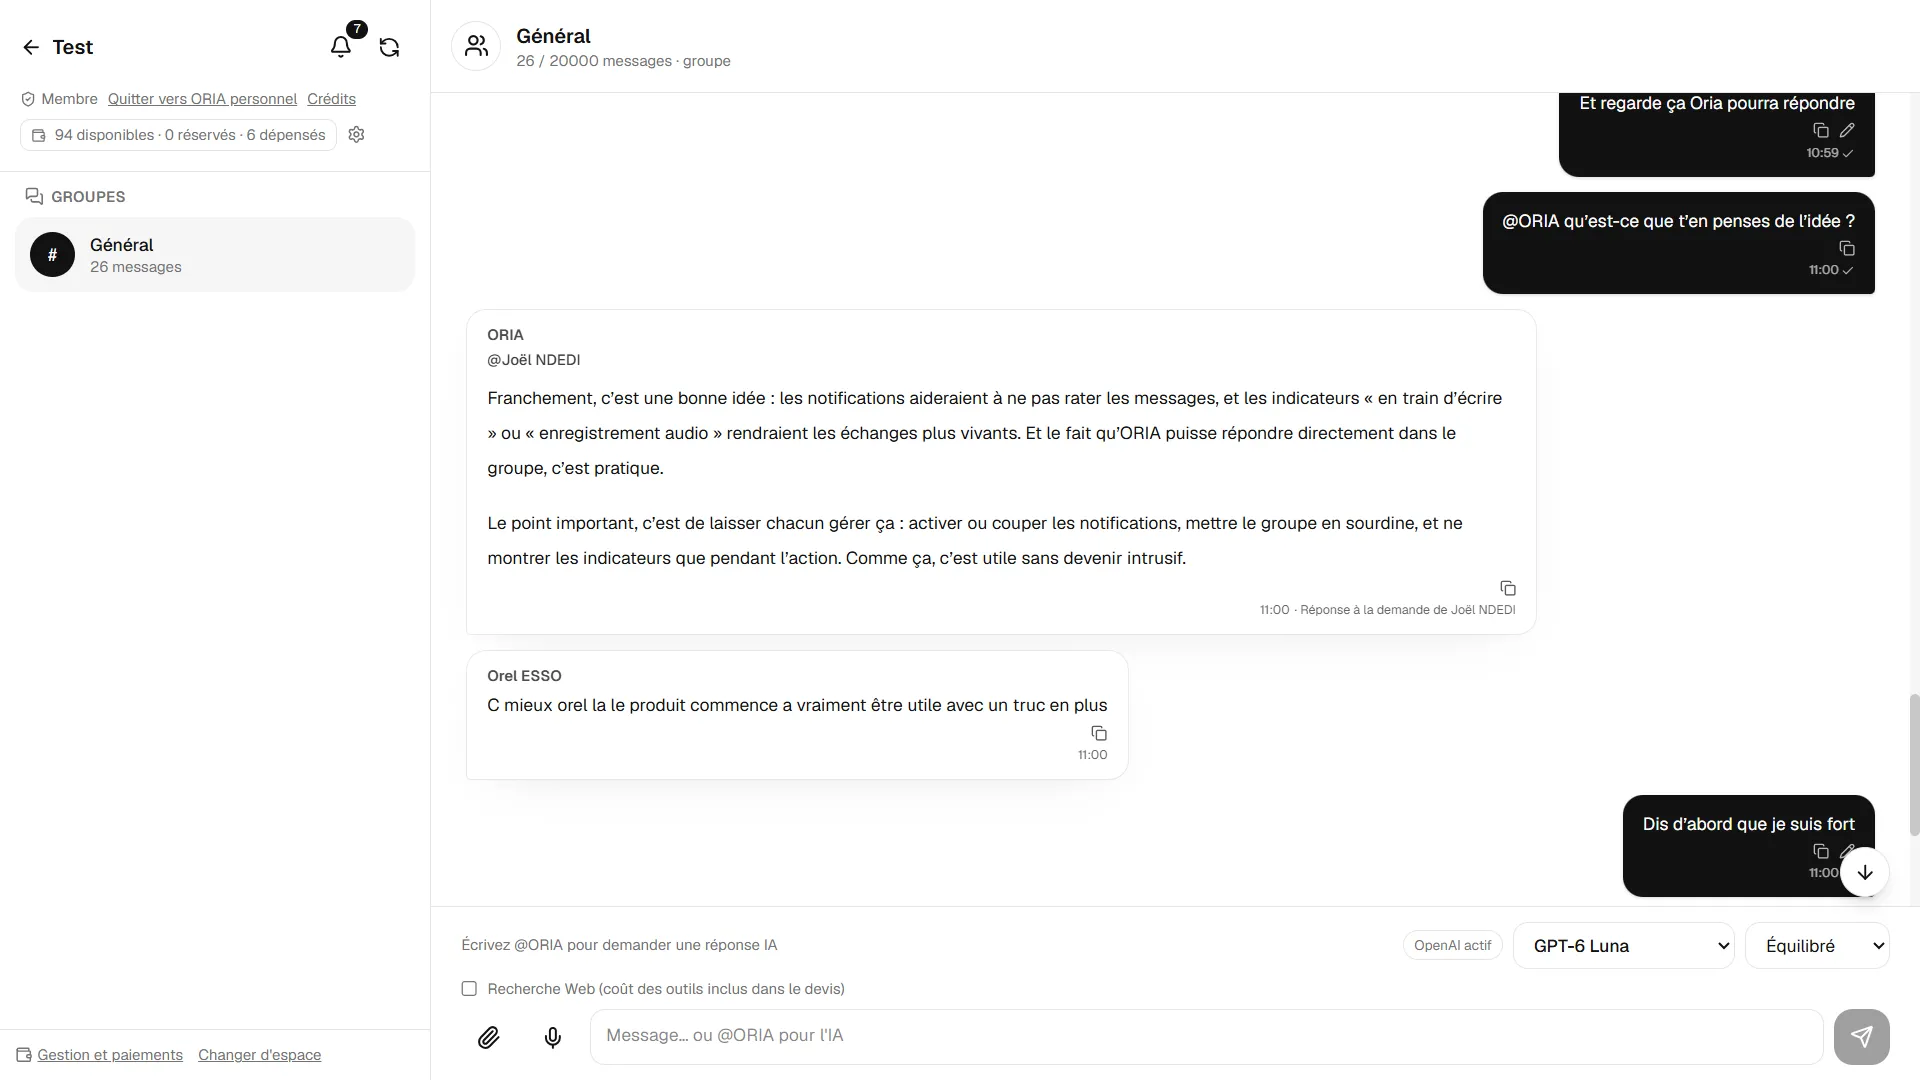 Test
7
Membre Quitter vers ORIA personnel Crédits
94 disponibles · 0 réservés · 6 dépensés
GROUPES
#
Général
26 messages
Gestion et paiements Changer d'espace
Général
26 / 20000 messages · groupe
Et regarde ça Oria pourra répondre
10:59
@ORIA qu’est-ce que t’en penses de l’idée ?
11:00
ORIA
@Joël NDEDI
Franchement, c’est une bonne idée : les notifications aideraient à ne pas rater les messages, et les indicateurs « en train d’écrire
» ou « enregistrement audio » rendraient les échanges plus vivants. Et le fait qu’ORIA puisse répondre directement dans le
groupe, c’est pratique.
Le point important, c’est de laisser chacun gérer ça : activer ou couper les notifications, mettre le groupe en sourdine, et ne
montrer les indicateurs que pendant l’action. Comme ça, c’est utile sans devenir intrusif.
11:00 · Réponse à la demande de Joël NDEDI
Orel ESSO
C mieux orel la le produit commence a vraiment être utile avec un truc en plus
11:00
Dis d’abord que je suis fort
11:00
Écrivez @ORIA pour demander une réponse IA
OpenAI actif
GPT-6 Luna
Équilibré
Recherche Web (coût des outils inclus dans le devis)
Message... ou @ORIA pour l'IA